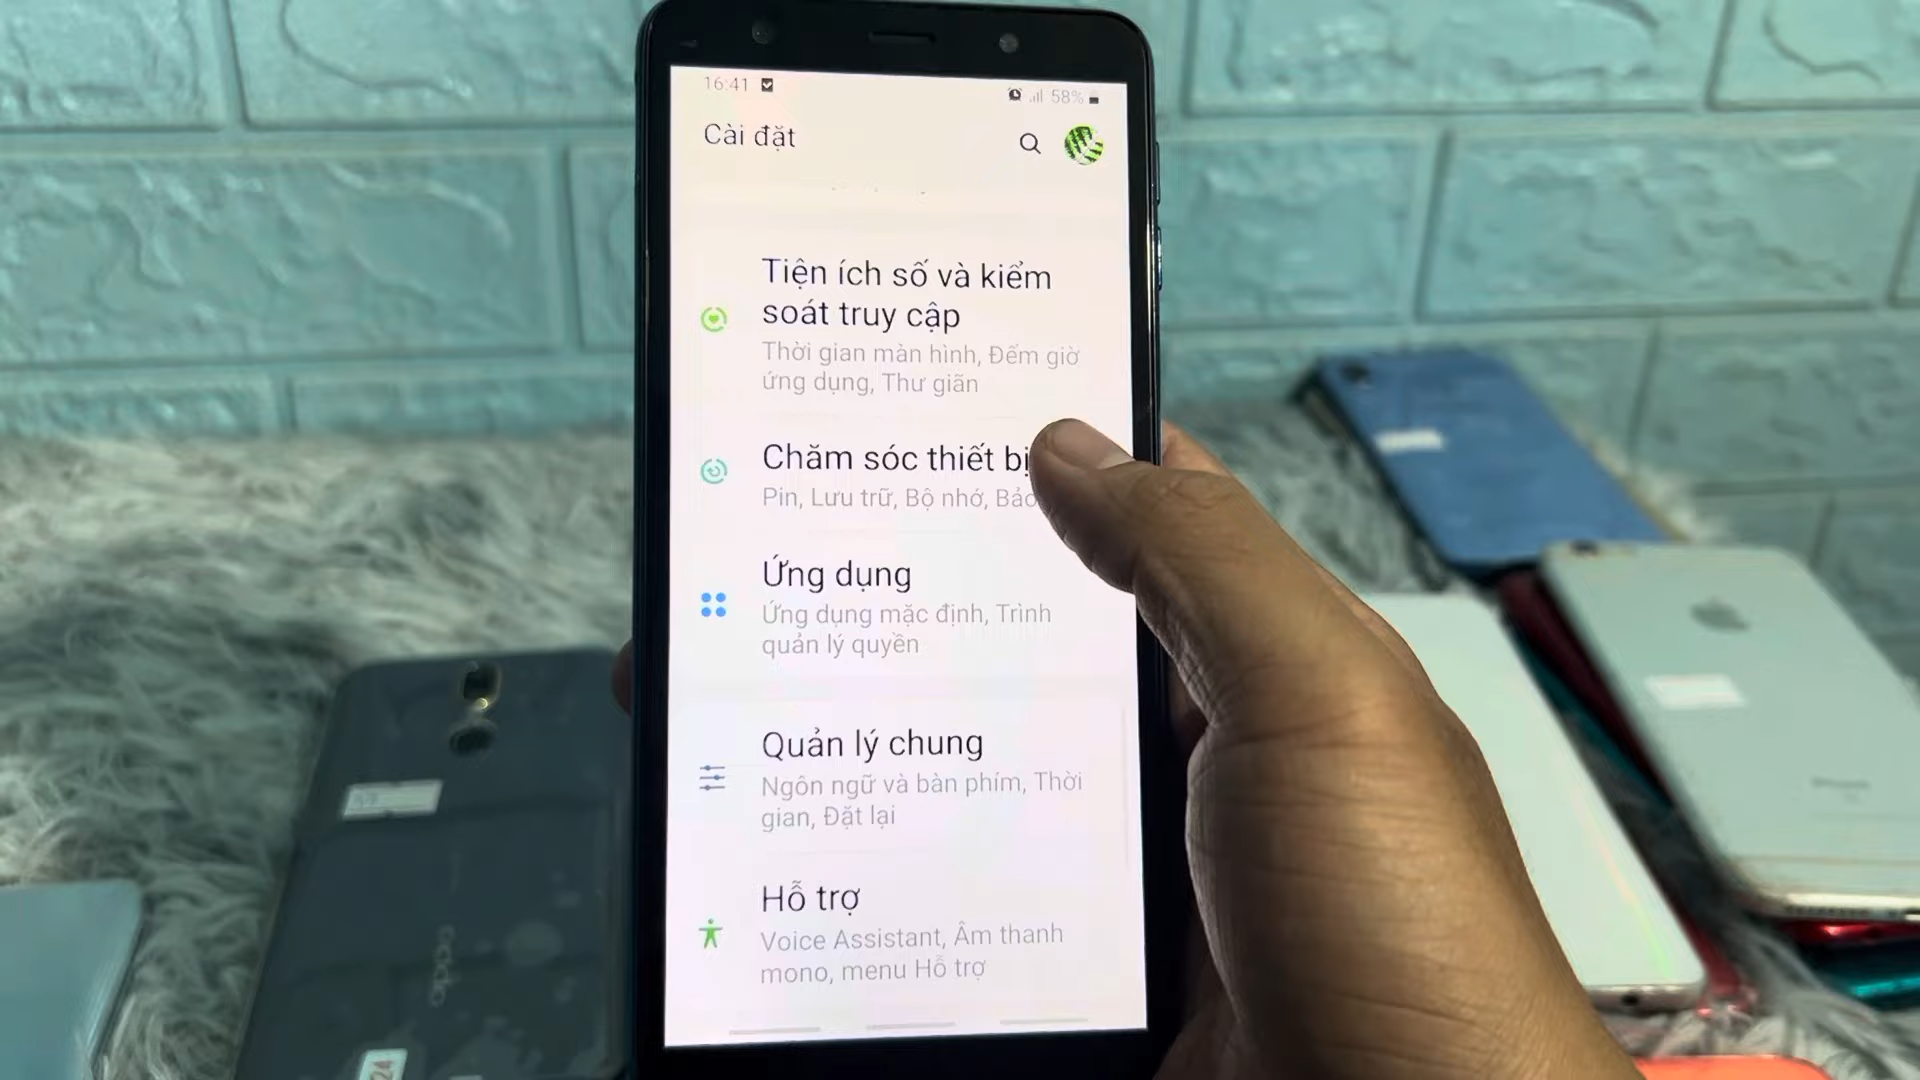 16:41
58%
Cài đặt
Tiện ích số và kiểm
soát truy cập
Thời gian màn hình, Đếm giờ
ứng dụng, Thư giãn
Chăm sóc thiết bị
Pin, Lưu trữ, Bộ nhớ, Bảo
Ứng dụng
Ứng dụng mặc định, Trình
quản lý quyền
Quản lý chung
Ngôn ngữ và bàn phím, Thời
gian, Đặt lại
Hỗ trợ
Voice Assistant, Âm thanh
mono, menu Hỗ trợ
oppo
24